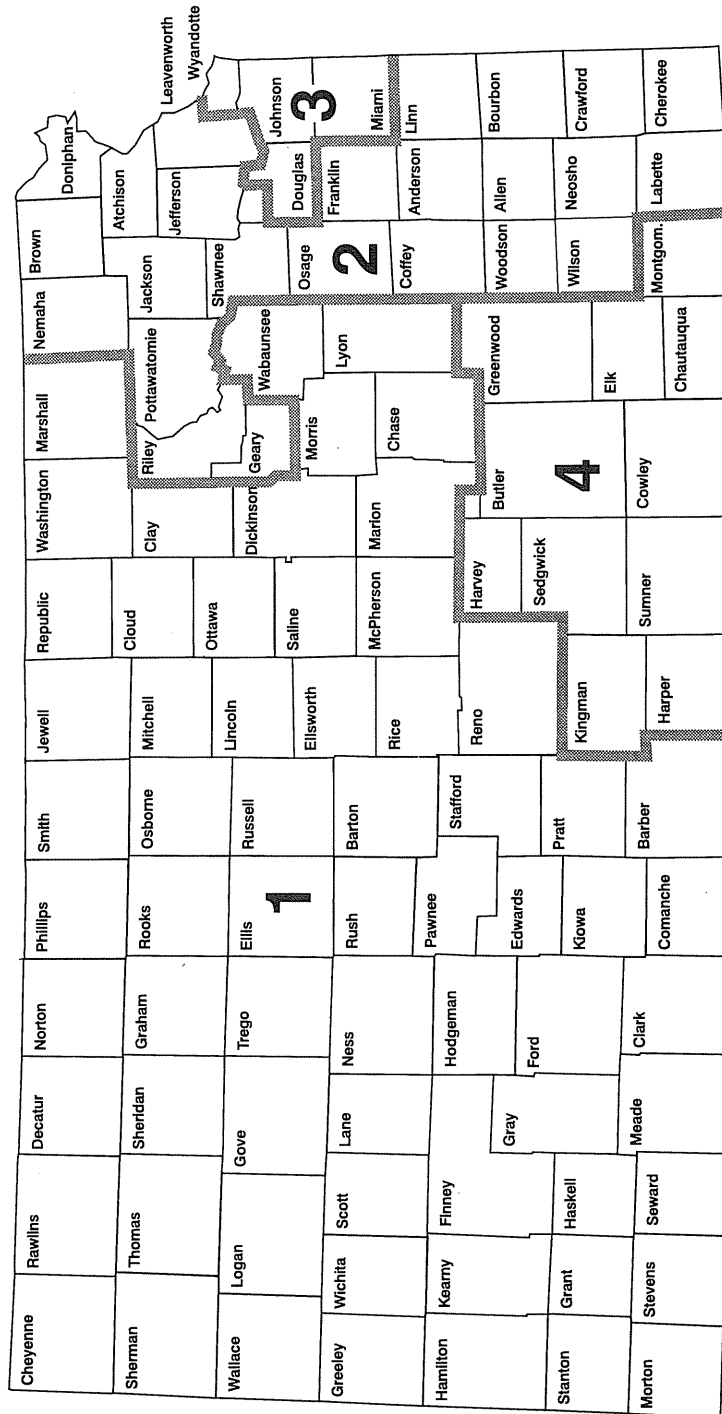 Cheyenne
Rawlins
Decatur
Norton
Phillips
Smith
Jewell
Republic
Washington
Marshall
Nemaha
Brown
Doniphan
Sherman
Thomas
Sheridan
Graham
Rooks
Osborne
Mitchell
Cloud
Clay
Riley
Pottawatomie
Jackson
Atchison
Jefferson
Leavenworth
Wyandotte
Wallace
Logan
Gove
Trego
Ellis
1
Russell
Lincoln
Ottawa
Dickinson
Geary
Wabaunsee
Shawnee
Douglas
Johnson
3
Greeley
Wichita
Scott
Lane
Ness
Rush
Barton
Ellsworth
Saline
Morris
Lyon
Osage
2
Franklin
Miami
Hamilton
Kearny
Finney
Hodgeman
Pawnee
Stafford
Rice
McPherson
Marion
Chase
Coffey
Anderson
Linn
Gray
Ford
Edwards
Reno
Harvey
Butler
4
Greenwood
Woodson
Allen
Bourbon
Stanton
Grant
Haskell
Kiowa
Pratt
Kingman
Sedgwick
Elk
Wilson
Neosho
Crawford
Morton
Stevens
Seward
Meade
Clark
Comanche
Barber
Harper
Sumner
Cowley
Chautauqua
Montgom.
Labette
Cherokee